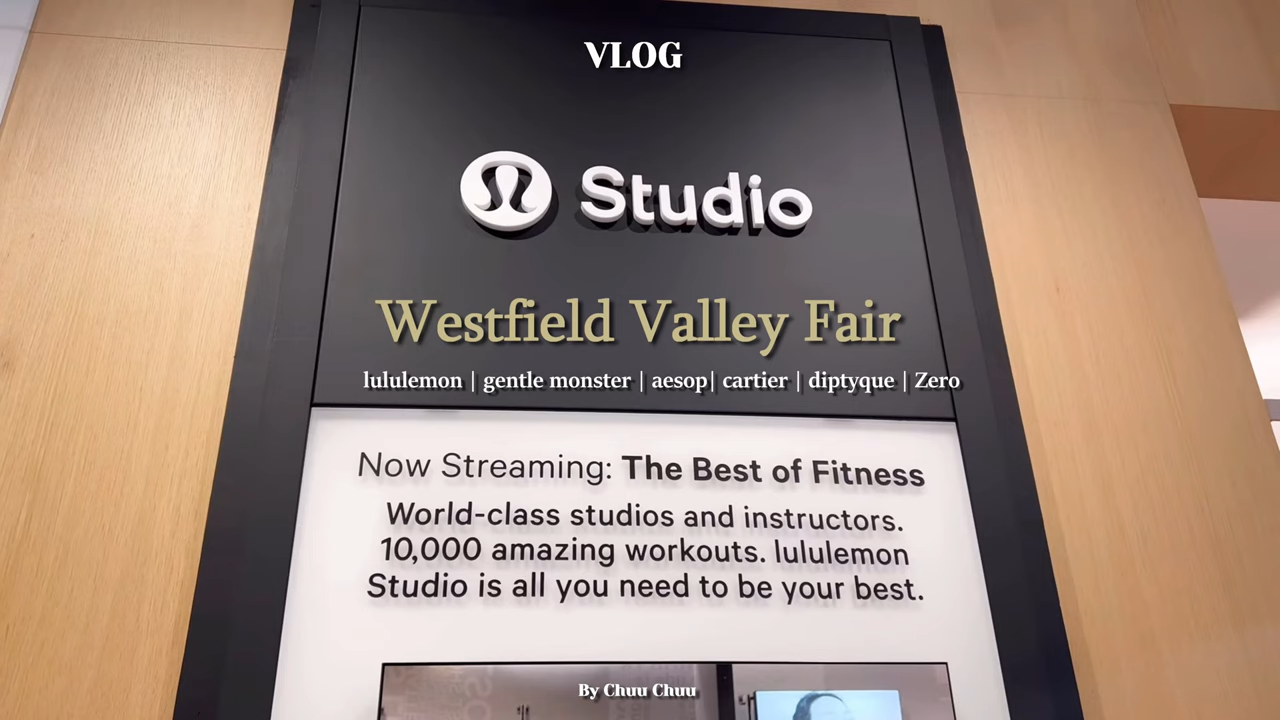 VLOG
Studio
Westfield Valley Fair
lululemon | gentle monster | aesop| cartier | diptyque | Zero
Now Streaming: The Best of Fitness
World-class studios and instructors.
10,000 amazing workouts. lululemon
Studio is all you need to be your best.
By Chuu Chuu